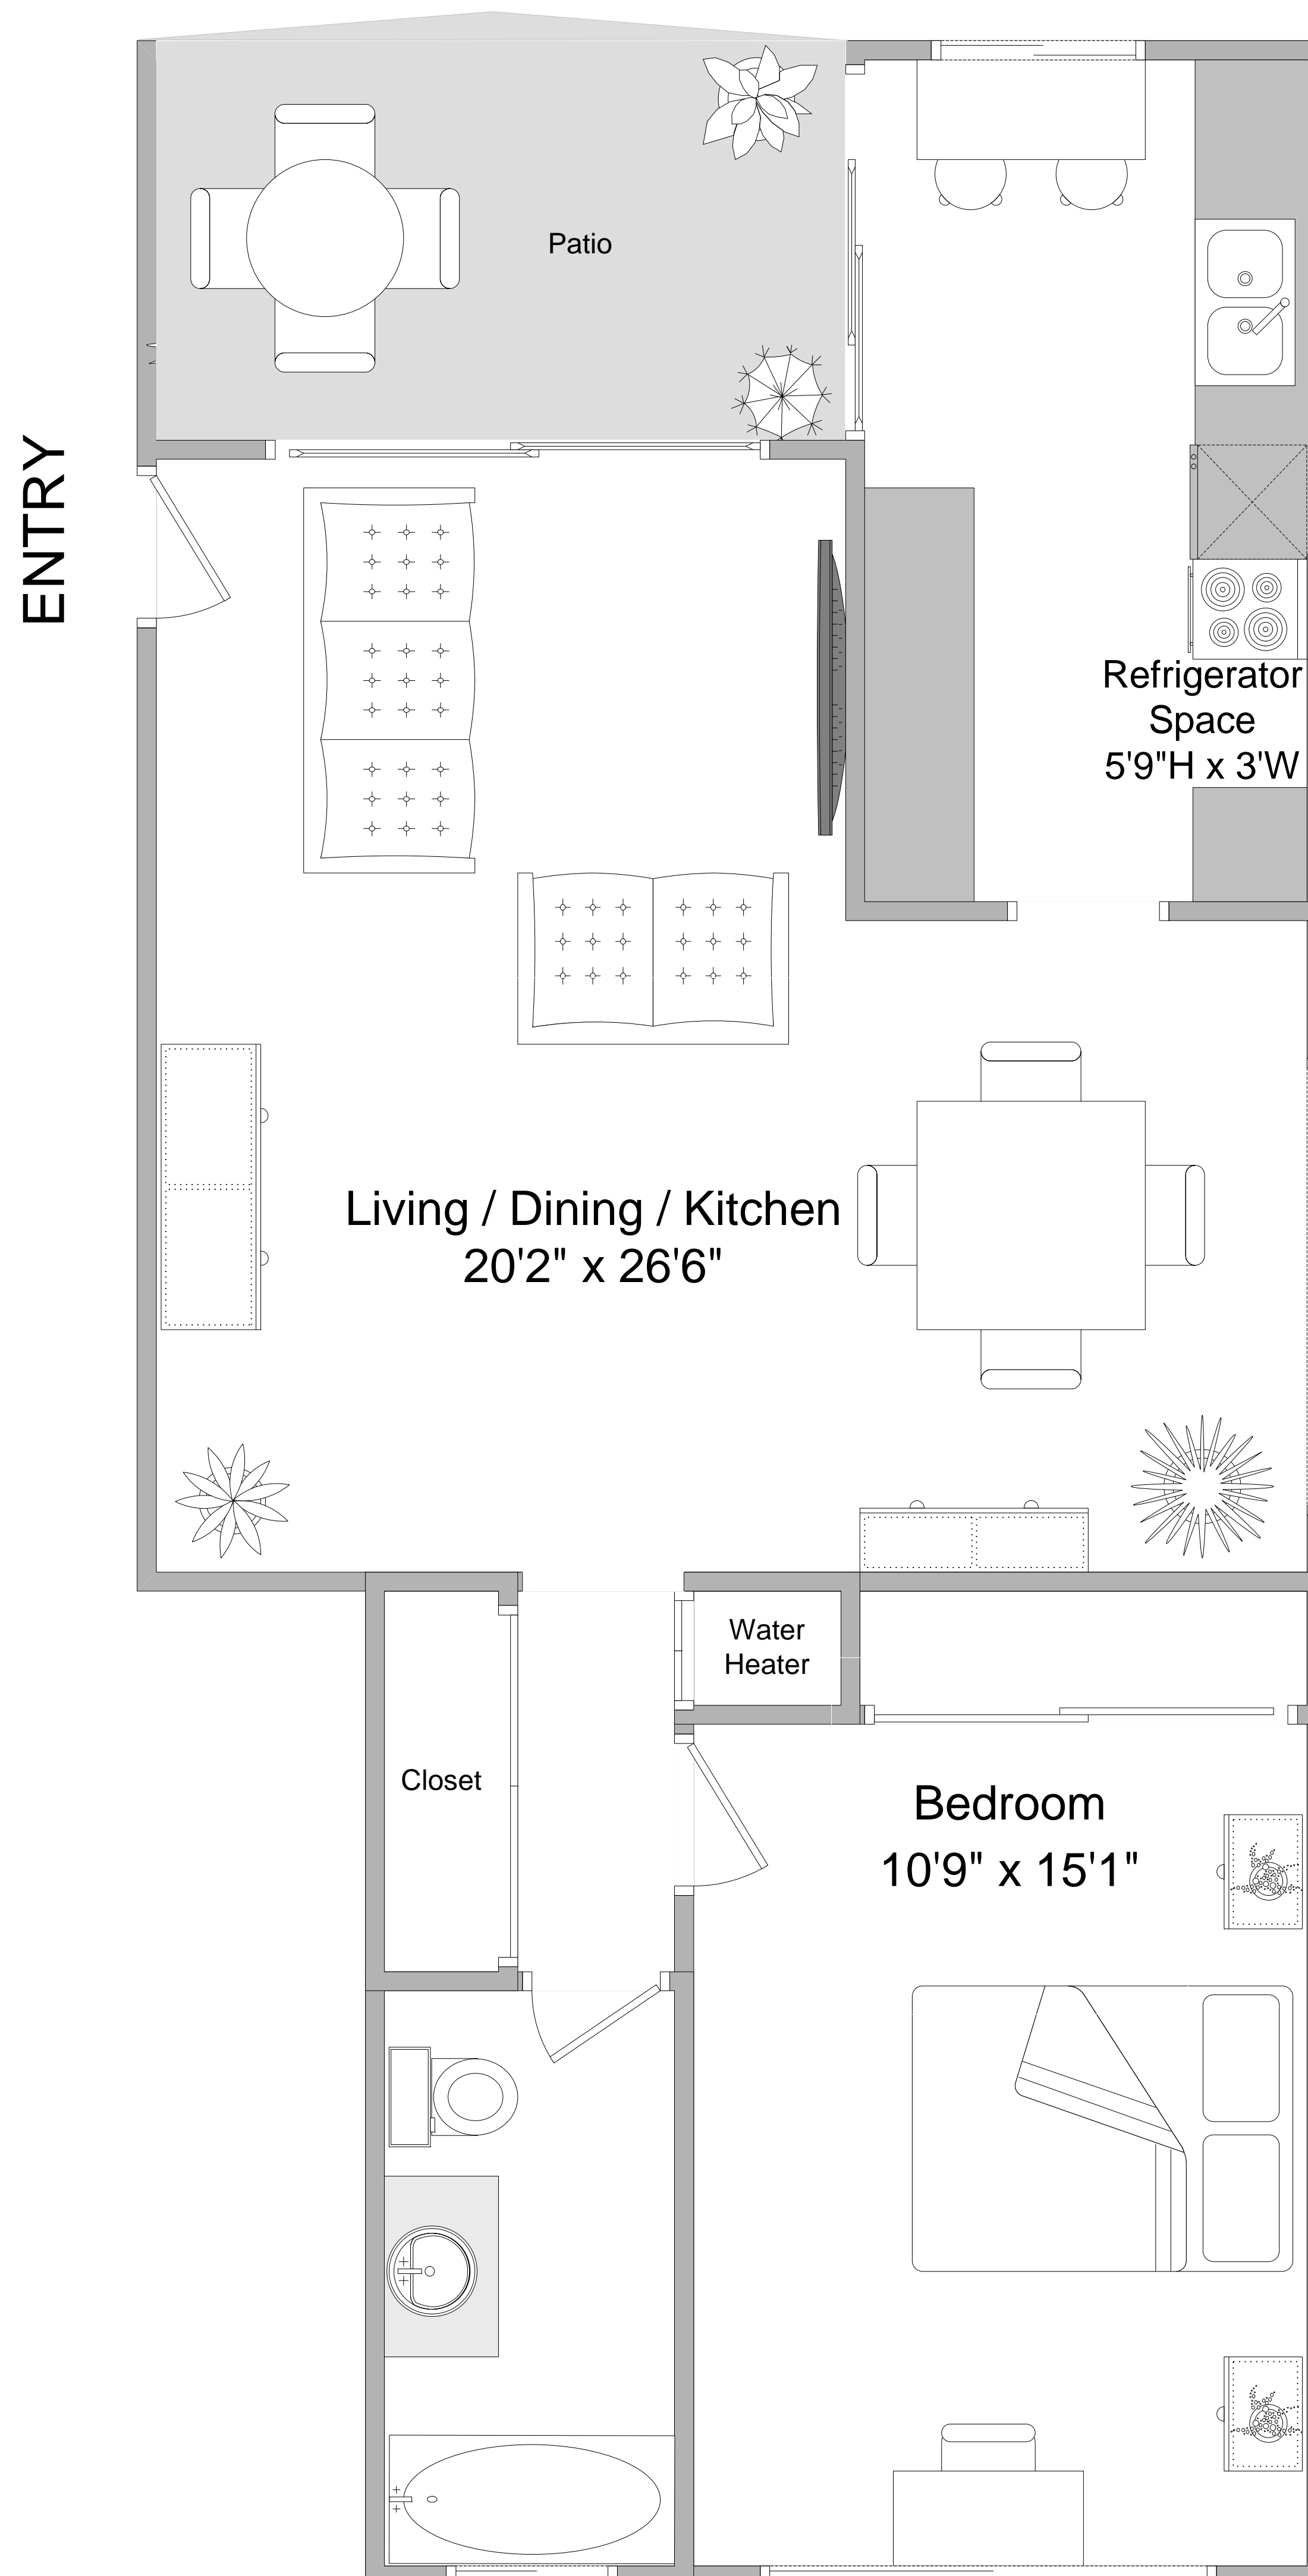 Patio
ENTRY
Refrigerator
Space
5'9"H x 3'W
Living / Dining / Kitchen
20'2" x 26'6"
Water
Heater
Closet
Bedroom
10'9" x 15'1"